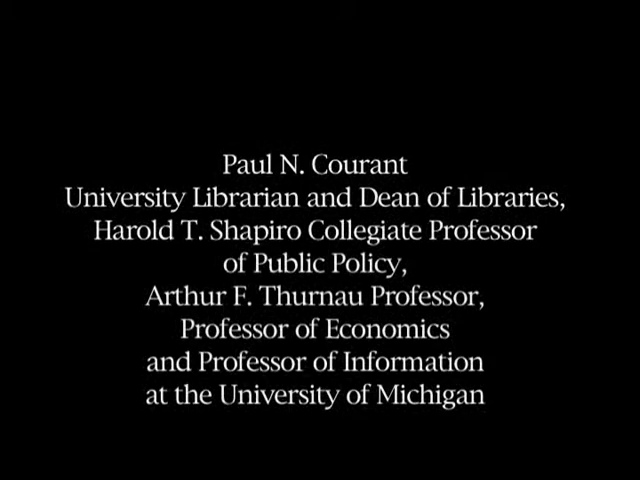 Paul N. Courant
University Librarian and Dean of Libraries,
Harold T. Shapiro Collegiate Professor
of Public Policy,
Arthur F. Thurnau Professor,
Professor of Economics
and Professor of Information
at the University of Michigan